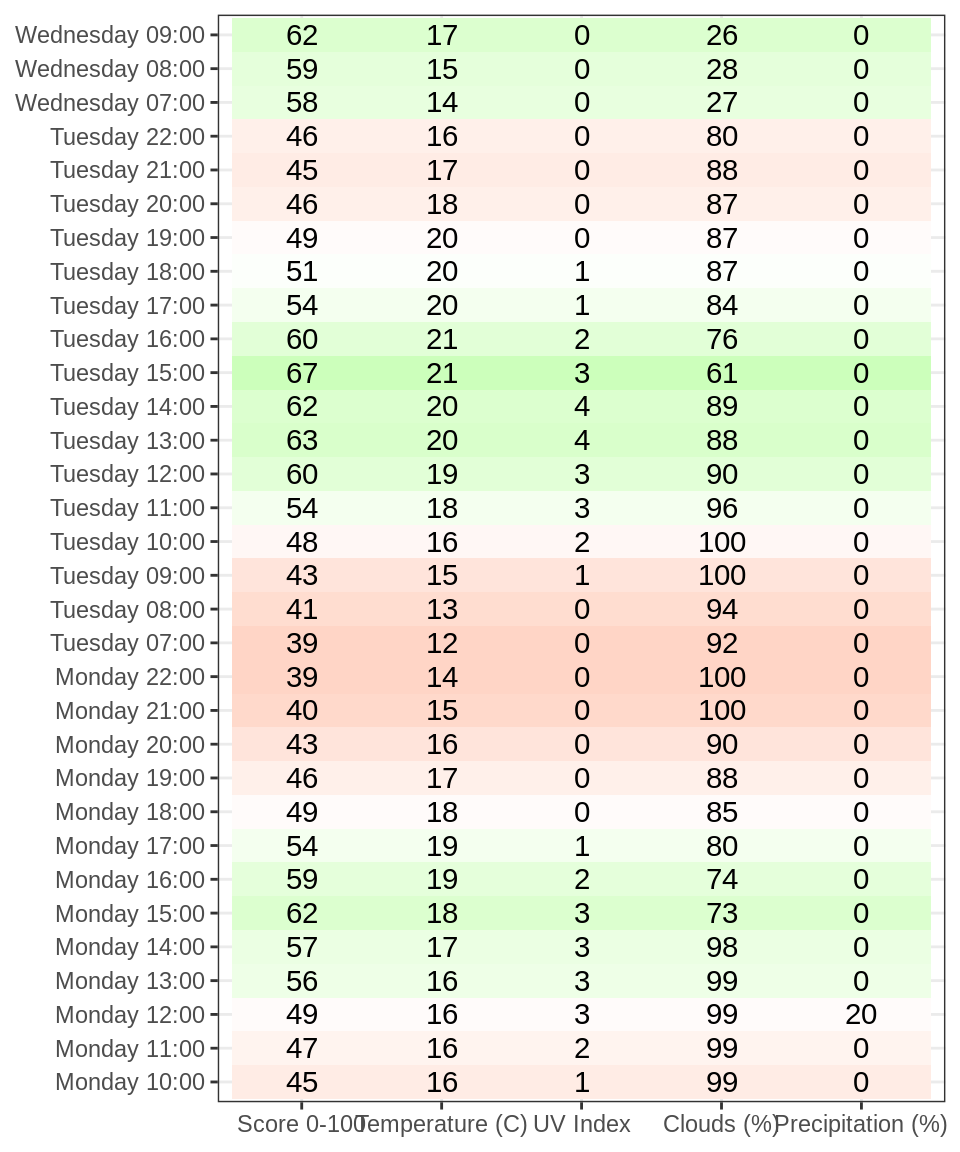 Wednesday 09:00 62 17 0 26 0
Wednesday 08:00 59 15 0 28 0
Wednesday 07:00 58 14 0 27 0
Tuesday 22:00 46 16 0 80 0
Tuesday 21:00 45 17 0 88 0
Tuesday 20:00 46 18 0 87 0
Tuesday 19:00 49 20 0 87 0
Tuesday 18:00 51 20 1 87 0
Tuesday 17:00 54 20 1 84 0
Tuesday 16:00 60 21 2 76 0
Tuesday 15:00 67 21 3 61 0
Tuesday 14:00 62 20 4 89 0
Tuesday 13:00 63 20 4 88 0
Tuesday 12:00 60 19 3 90 0
Tuesday 11:00 54 18 3 96 0
Tuesday 10:00 48 16 2 100 0
Tuesday 09:00 43 15 1 100 0
Tuesday 08:00 41 13 0 94 0
Tuesday 07:00 39 12 0 92 0
Monday 22:00 39 14 0 100 0
Monday 21:00 40 15 0 100 0
Monday 20:00 43 16 0 90 0
Monday 19:00 46 17 0 88 0
Monday 18:00 49 18 0 85 0
Monday 17:00 54 19 1 80 0
Monday 16:00 59 19 2 74 0
Monday 15:00 62 18 3 73 0
Monday 14:00 57 17 3 98 0
Monday 13:00 56 16 3 99 0
Monday 12:00 49 16 3 99 20
Monday 11:00 47 16 2 99 0
Monday 10:00 45 16 1 99 0
Score 0-100 Temperature (C) UV Index Clouds (%) Precipitation (%)